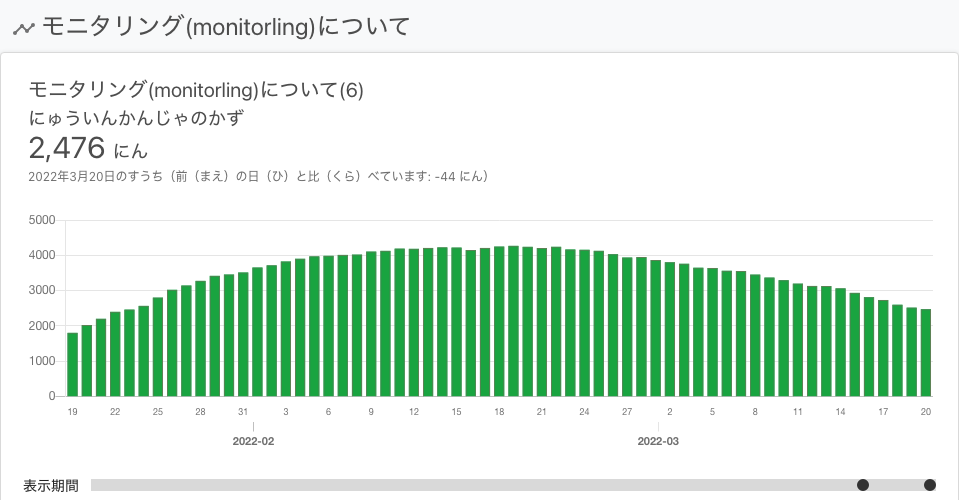 モニタリング(monitorling)について
モニタリング(monitorling)について(6)
にゅういんかんじゃのかず
2,476 にん
2022年3月20日のすうち（前（まえ）の日（ひ）と比（くら）べています: -44 にん）
5000
4000
3000
2000
1000
0
19 22 25 28 31 3 6 9 12 15 18 21 24 27 2 5 8 11 14 17 20
2022-02 2022-03
表示期間